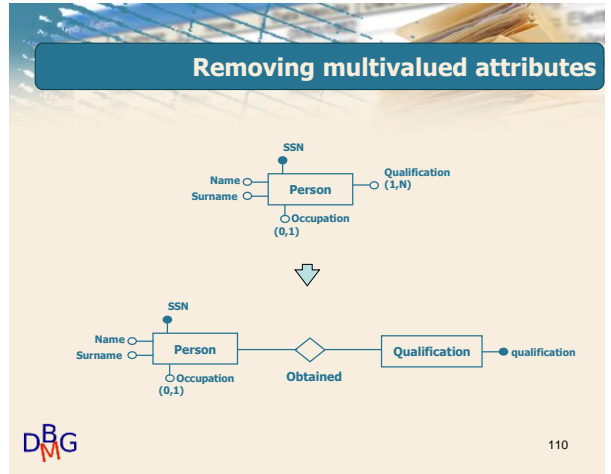 Removing multivalued attributes
SSN
Name
Surname
Person
Qualification
(1,N)
Occupation
(0,1)
SSN
Name
Surname
Person
Occupation
(0,1)
Obtained
Qualification
qualification
DBMG
110